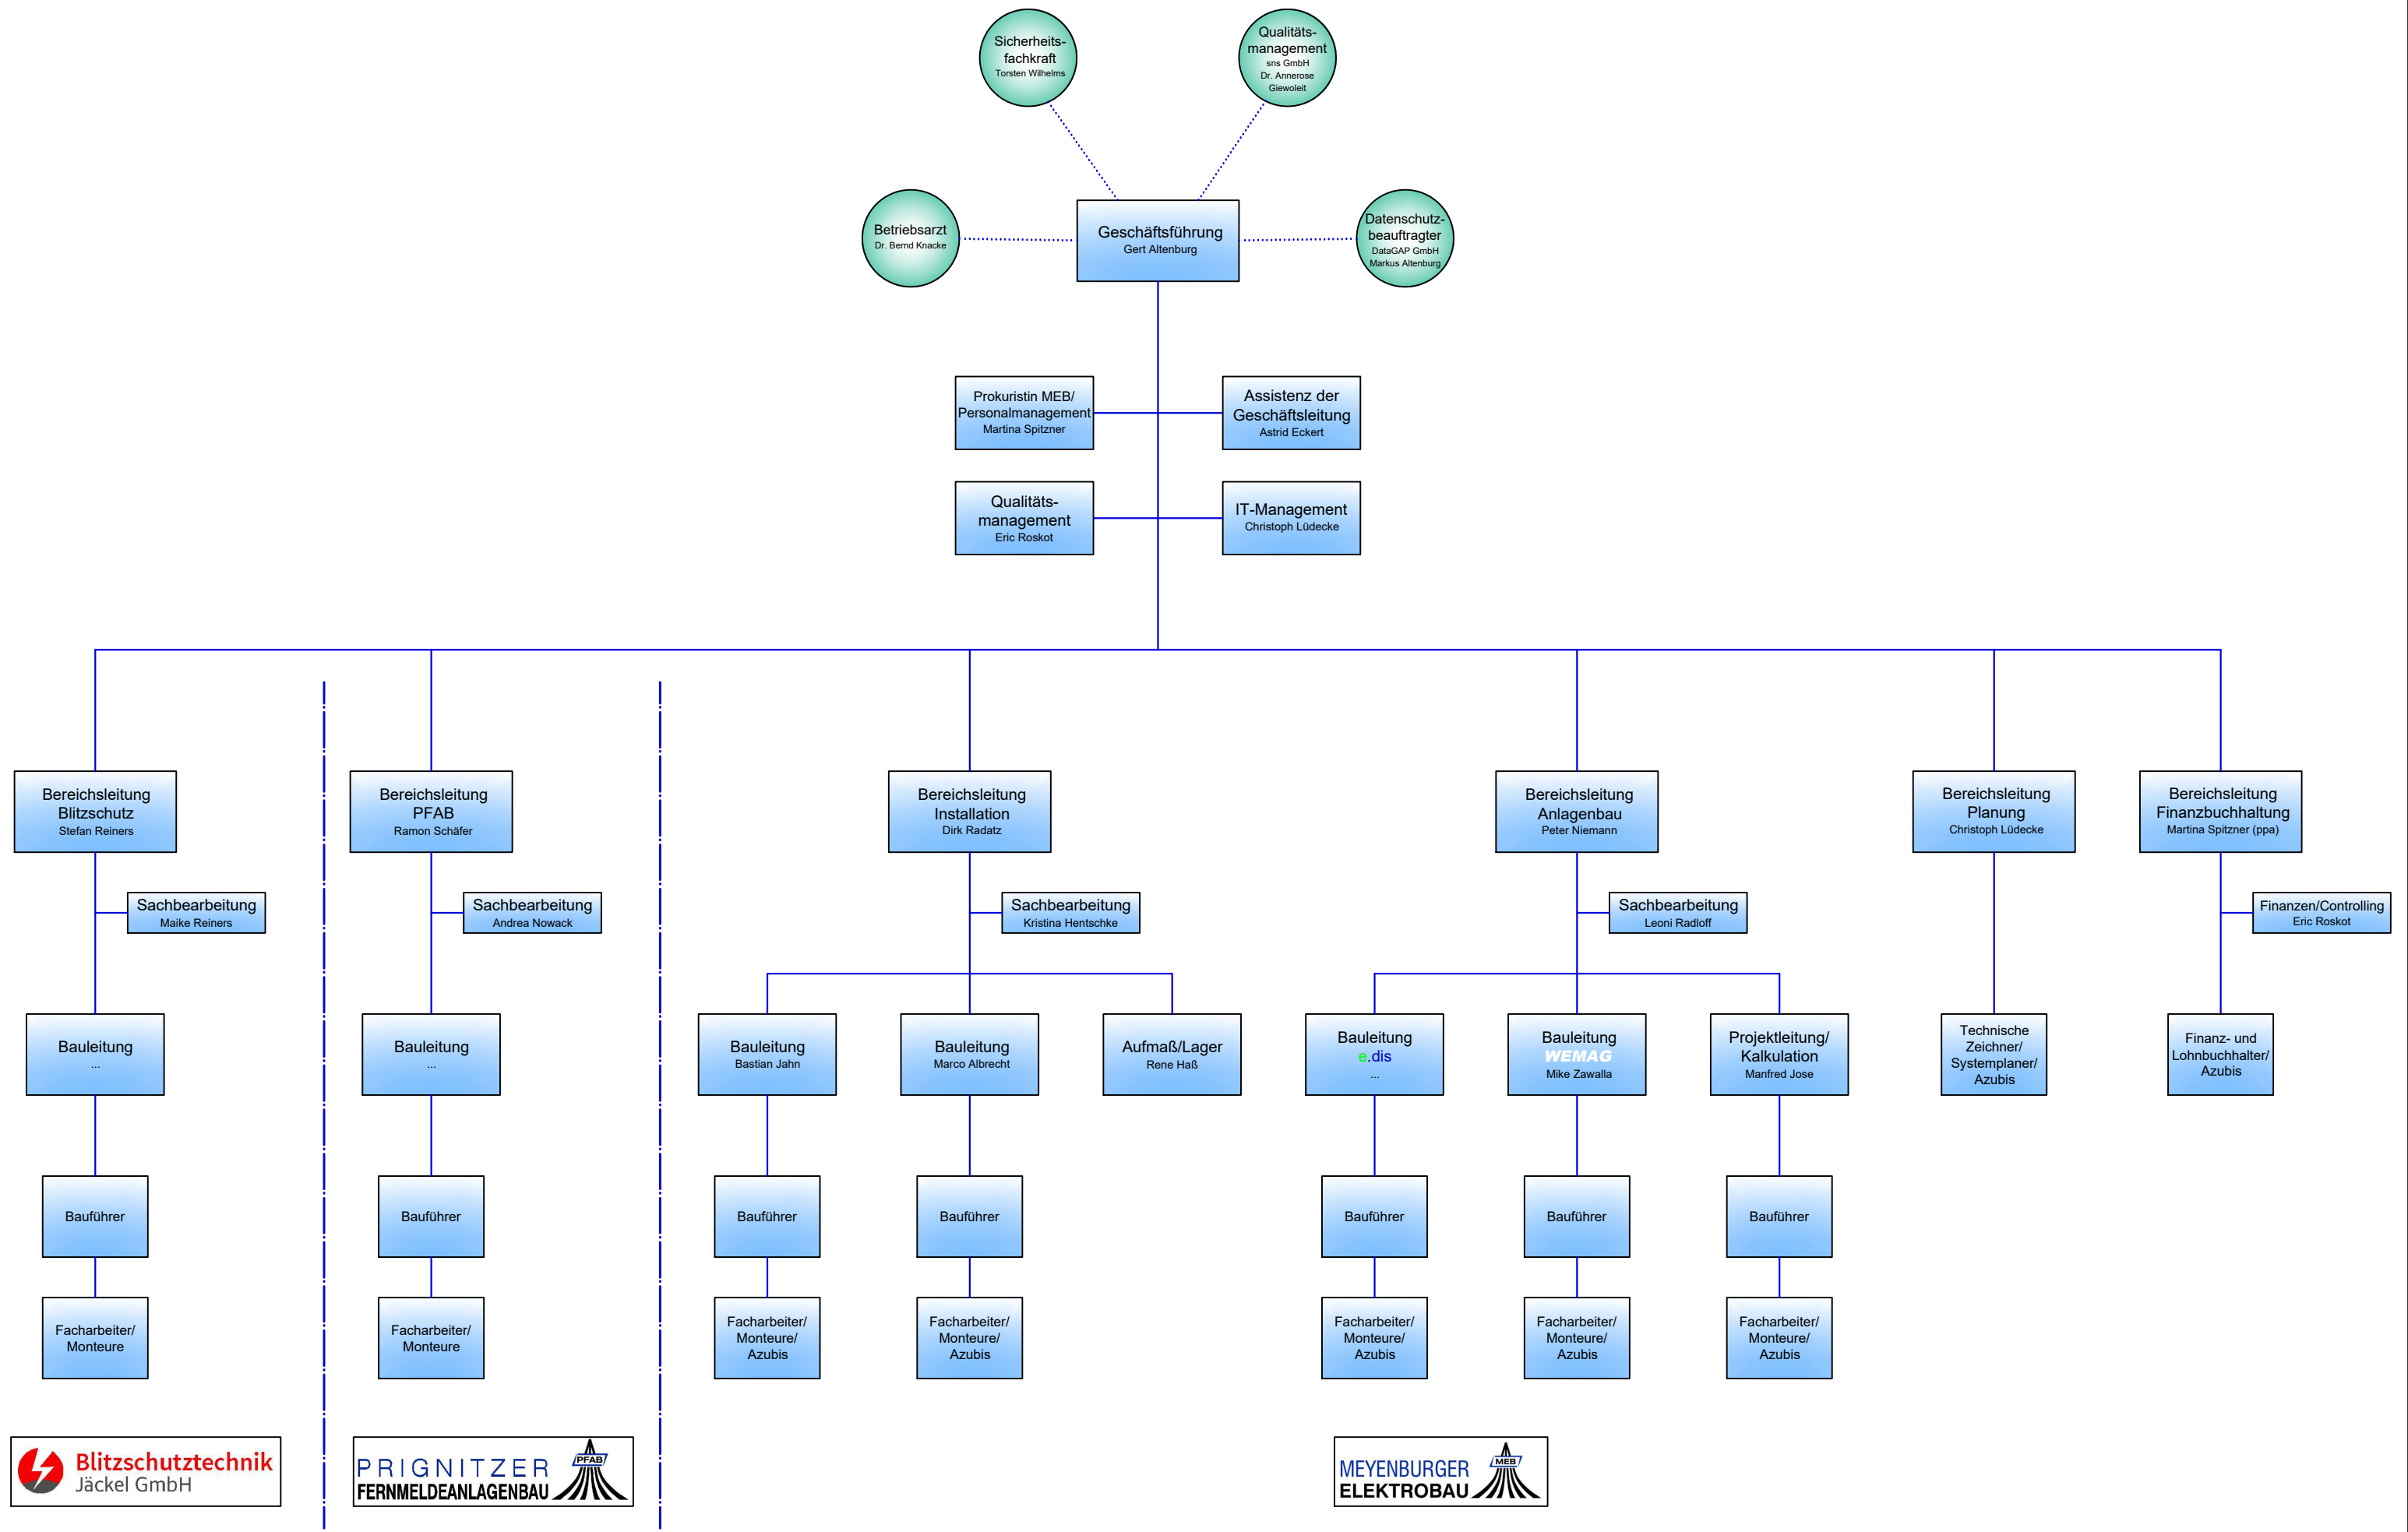 Sicherheits-
fachkraft
Torsten Wilhelms
Qualitäts-
management
sns GmbH
Dr. Annerose
Giewoleit
Betriebsarzt
Dr. Bernd Knacke
Geschäftsführung
Gert Altenburg
Datenschutz-
beauftragter
DataGAP GmbH
Markus Altenburg
Prokuristin MEB/
Personalmanagement
Martina Spitzner
Assistenz der
Geschäftsleitung
Astrid Eckert
Qualitäts-
management
Eric Roskot
IT-Management
Christoph Lüdecke
Bereichsleitung
Blitzschutz
Stefan Reiners
Bereichsleitung
PFAB
Ramon Schäfer
Bereichsleitung
Installation
Dirk Radatz
Bereichsleitung
Anlagenbau
Peter Niemann
Bereichsleitung
Planung
Christoph Lüdecke
Bereichsleitung
Finanzbuchhaltung
Martina Spitzner (ppa)
Sachbearbeitung
Maike Reiners
Sachbearbeitung
Andrea Nowack
Sachbearbeitung
Kristina Hentschke
Sachbearbeitung
Leoni Radloff
Finanzen/Controlling
Eric Roskot
Bauleitung
...
Bauleitung
...
Bauleitung
Bastian Jahn
Bauleitung
Marco Albrecht
Aufmaß/Lager
Rene Haß
Bauleitung
e.dis
...
Bauleitung
WEMAG
Mike Zawalla
Projektleitung/
Kalkulation
Manfred Jose
Technische
Zeichner/
Systemplaner/
Azubis
Finanz- und
Lohnbuchhalter/
Azubis
Bauführer
Bauführer
Bauführer
Bauführer
Bauführer
Bauführer
Bauführer
Facharbeiter/
Monteure
Facharbeiter/
Monteure
Facharbeiter/
Monteure/
Azubis
Facharbeiter/
Monteure/
Azubis
Facharbeiter/
Monteure/
Azubis
Facharbeiter/
Monteure/
Azubis
Facharbeiter/
Monteure/
Azubis
Blitzschutztechnik
Jäckel GmbH
PRIGNITZER
FERNMELDEANLAGENBAU
PFAB
MEYENBURGER
ELEKTROBAU
MEB